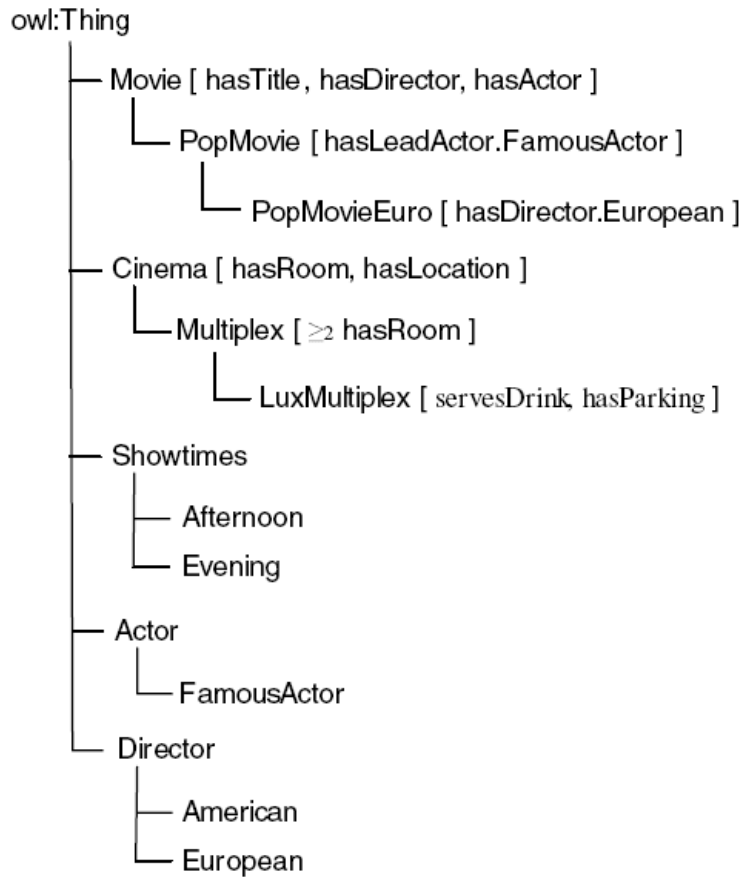 owl:Thing
Movie [ hasTitle, hasDirector, hasActor ]
PopMovie [ hasLeadActor.FamousActor ]
PopMovieEuro [ hasDirector.European ]
Cinema [ hasRoom, hasLocation ]
Multiplex [ ≥2 hasRoom ]
LuxMultiplex [ servesDrink, hasParking ]
Showtimes
Afternoon
Evening
Actor
FamousActor
Director
American
European